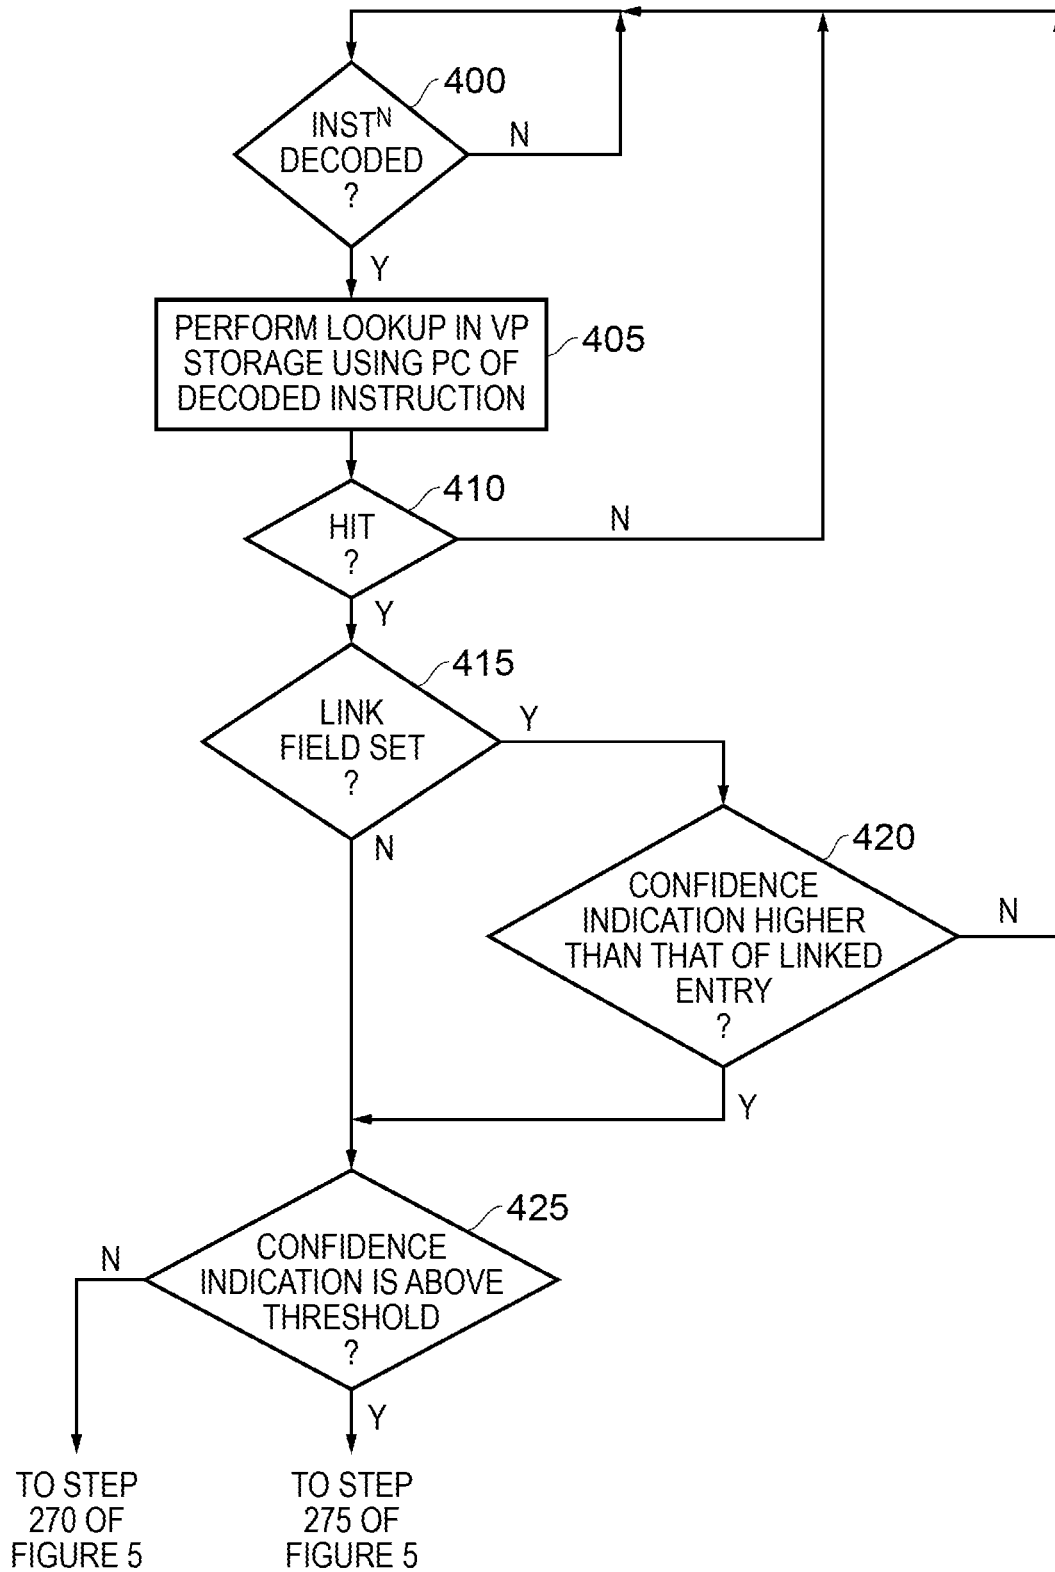 400
INSTᴺ
DECODED
?
N
Y
PERFORM LOOKUP IN VP
STORAGE USING PC OF
DECODED INSTRUCTION
405
410
HIT
?
N
Y
415
LINK
FIELD SET
?
Y
N
420
CONFIDENCE
INDICATION HIGHER
THAN THAT OF LINKED
ENTRY
?
N
Y
425
CONFIDENCE
INDICATION IS ABOVE
THRESHOLD
?
N
Y
TO STEP
270 OF
FIGURE 5
TO STEP
275 OF
FIGURE 5